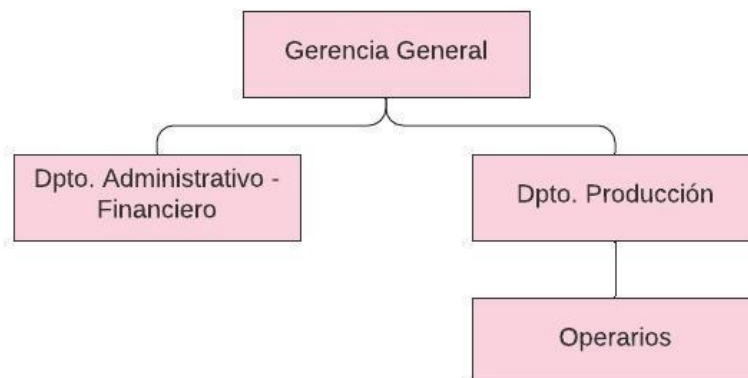 Gerencia General
Dpto. Administrativo -
Financiero
Dpto. Producción
Operarios